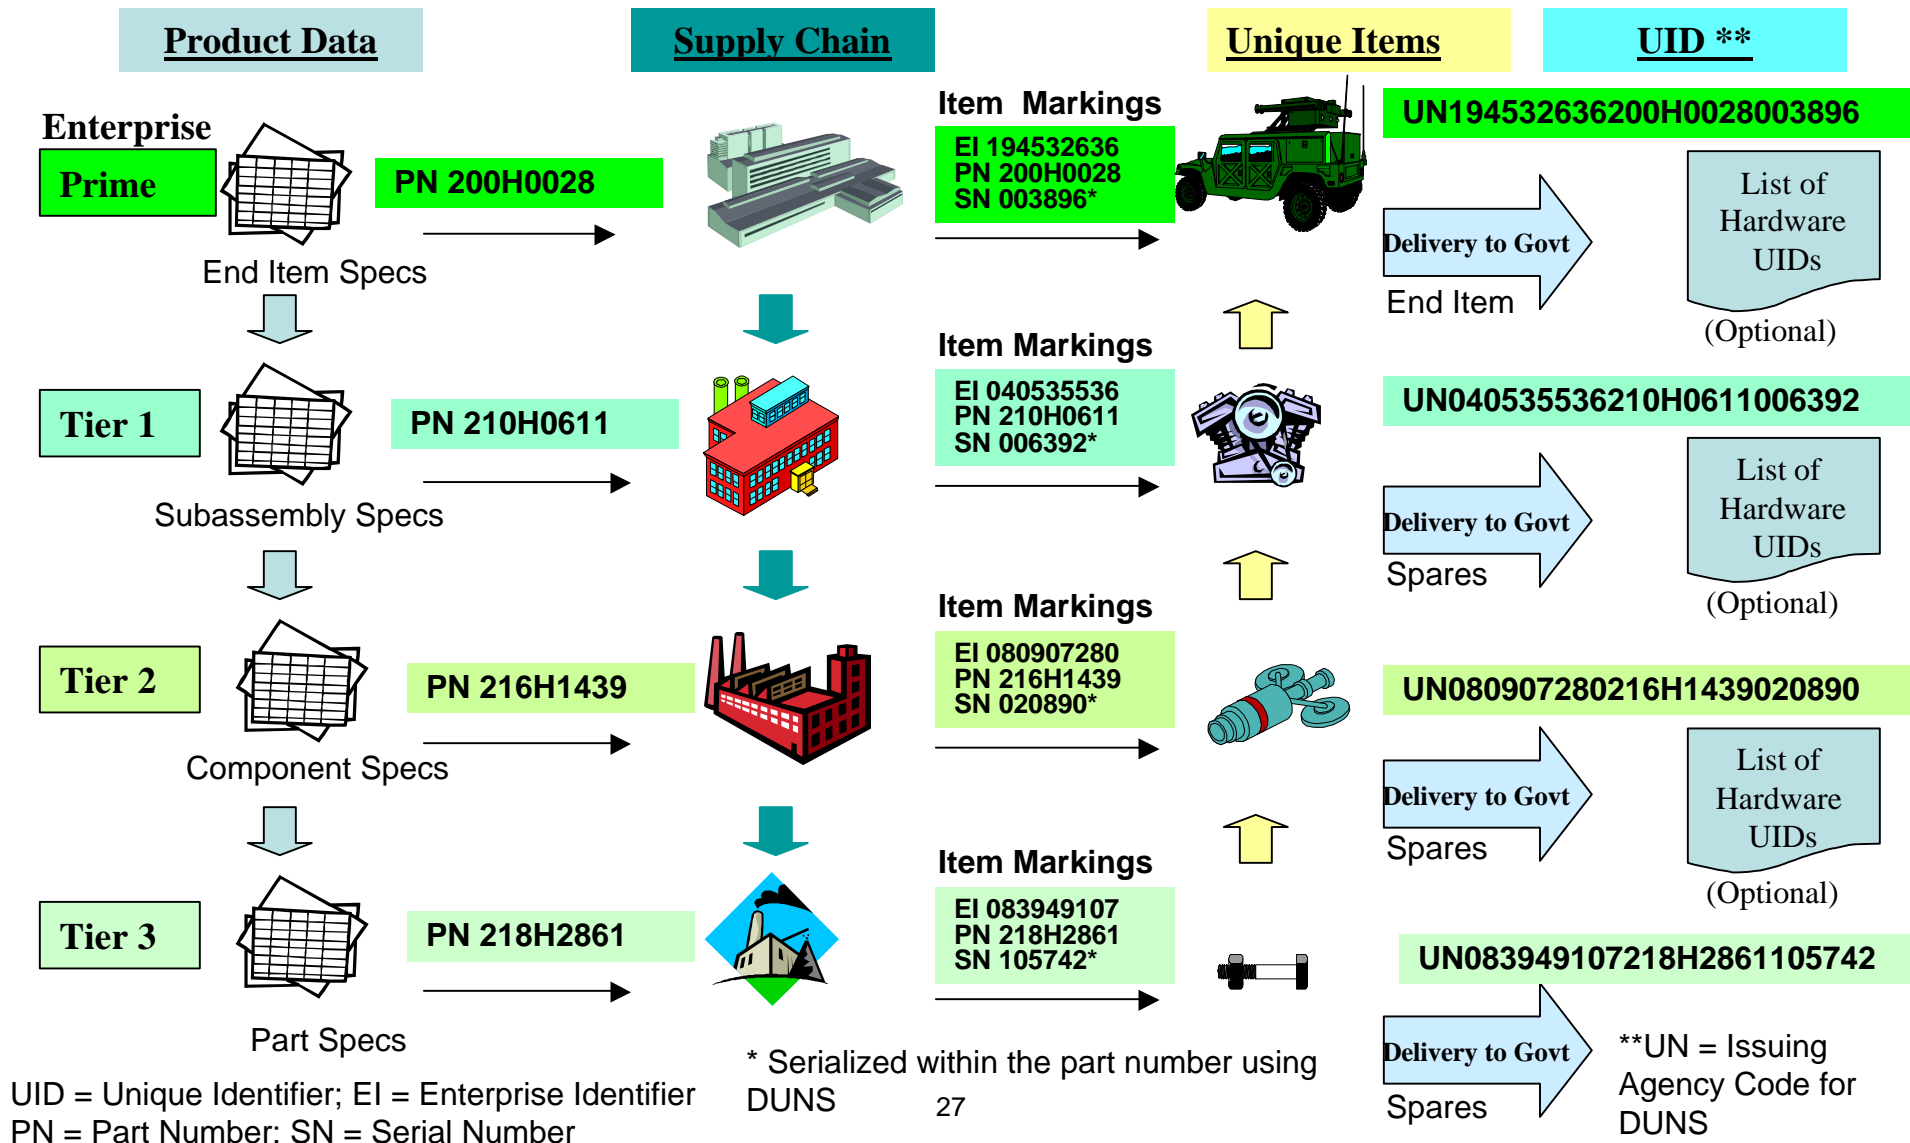 Product Data
Supply Chain
Unique Items
UID **
Enterprise
Prime
End Item Specs
PN 200H0028
Item Markings
EI 194532636
PN 200H0028
SN 003896*
UN194532636200H0028003896
Delivery to Govt
End Item
List of
Hardware
UIDs
(Optional)
Tier 1
Subassembly Specs
PN 210H0611
Item Markings
EI 040535536
PN 210H0611
SN 006392*
UN040535536210H0611006392
Delivery to Govt
Spares
List of
Hardware
UIDs
(Optional)
Tier 2
Component Specs
PN 216H1439
Item Markings
EI 080907280
PN 216H1439
SN 020890*
UN080907280216H1439020890
Delivery to Govt
Spares
List of
Hardware
UIDs
(Optional)
Tier 3
Part Specs
PN 218H2861
Item Markings
EI 083949107
PN 218H2861
SN 105742*
UN083949107218H2861105742
Delivery to Govt
Spares
**UN = Issuing
Agency Code for
DUNS
* Serialized within the part number using
DUNS
27
UID = Unique Identifier; EI = Enterprise Identifier
PN = Part Number; SN = Serial Number